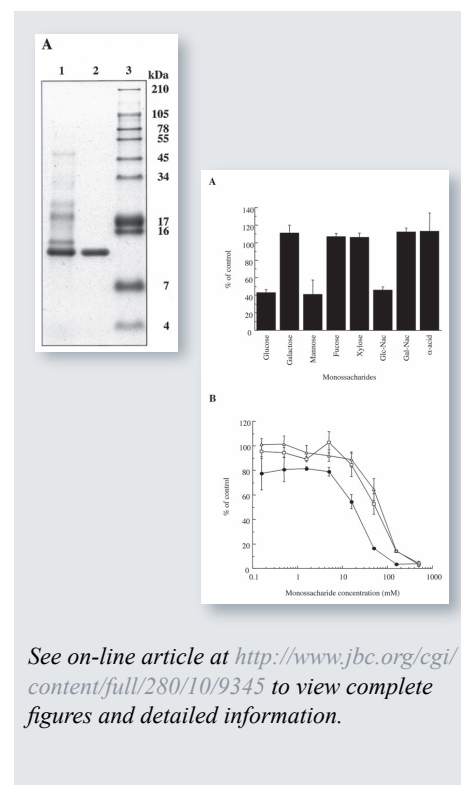 A
1 2 3 kDa
210
105
78
55
45
34
17
16
7
4
A
% of control
140
120
100
80
60
40
20
0
Glucose
Galactose
Mannose
Fucose
Xylose
Glc-Nac
Gal-Nac
α-acid
Monossacharides
B
% of control
120
100
80
60
40
20
0
0.1 1 10 100 1000
Monossacharide concentration (mM)
See on-line article at http://www.jbc.org/cgi/
content/full/280/10/9345 to view complete
figures and detailed information.